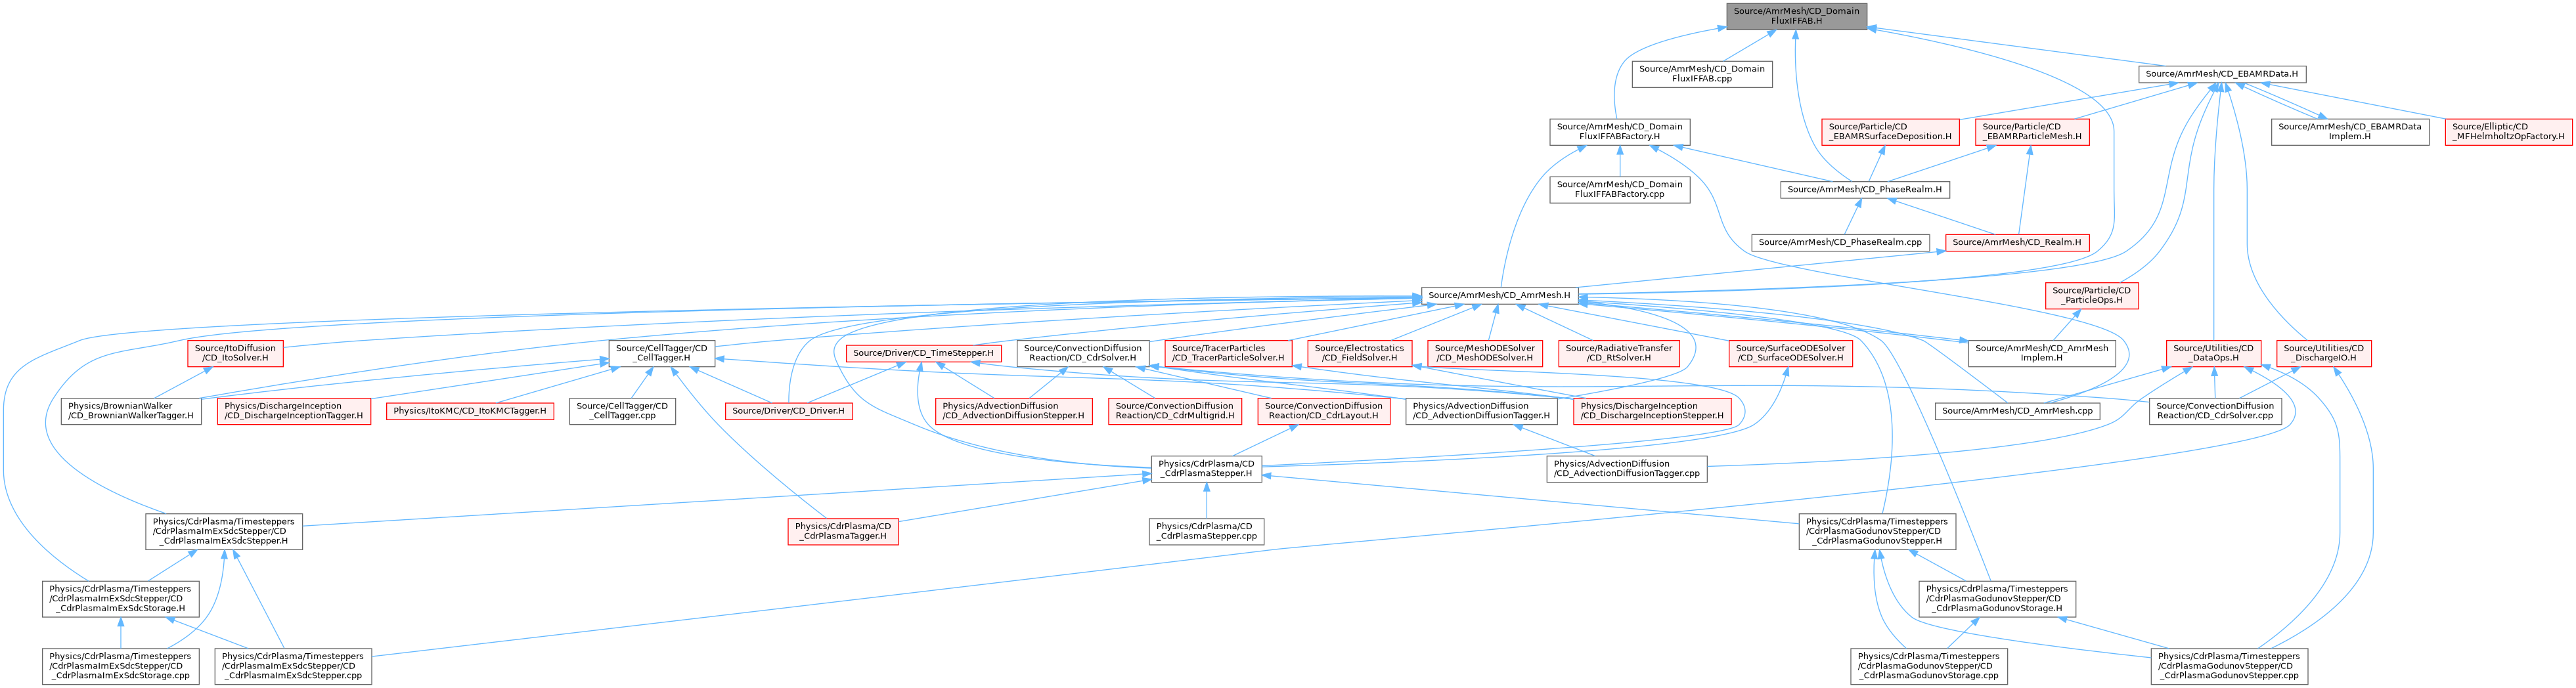 Source/AmrMesh/CD_Domain
FluxIFFAB.H
Source/AmrMesh/CD_Domain
FluxIFFAB.cpp
Source/AmrMesh/CD_EBAMRData.H
Source/AmrMesh/CD_Domain
FluxIFFABFactory.H
Source/Particle/CD
_EBAMRSurfaceDeposition.H
Source/Particle/CD
_EBAMRParticleMesh.H
Source/AmrMesh/CD_EBAMRData
Implem.H
Source/Elliptic/CD
_MFHelmholtzOpFactory.H
Source/AmrMesh/CD_Domain
FluxIFFABFactory.cpp
Source/AmrMesh/CD_PhaseRealm.H
Source/AmrMesh/CD_PhaseRealm.cpp
Source/AmrMesh/CD_Realm.H
Source/AmrMesh/CD_AmrMesh.H
Source/Particle/CD
_ParticleOps.H
Source/ItoDiffusion
/CD_ItoSolver.H
Source/CellTagger/CD
_CellTagger.H
Source/Driver/CD_TimeStepper.H
Source/ConvectionDiffusion
Reaction/CD_CdrSolver.H
Source/TracerParticles
/CD_TracerParticleSolver.H
Source/Electrostatics
/CD_FieldSolver.H
Source/MeshODESolver
/CD_MeshODESolver.H
Source/RadiativeTransfer
/CD_RtSolver.H
Source/SurfaceODESolver
/CD_SurfaceODESolver.H
Source/AmrMesh/CD_AmrMesh
Implem.H
Source/Utilities/CD
_DataOps.H
Source/Utilities/CD
_DischargeIO.H
Physics/BrownianWalker
/CD_BrownianWalkerTagger.H
Physics/DischargeInception
/CD_DischargeInceptionTagger.H
Physics/ItoKMC/CD_ItoKMCTagger.H
Source/CellTagger/CD
_CellTagger.cpp
Source/Driver/CD_Driver.H
Physics/AdvectionDiffusion
/CD_AdvectionDiffusionStepper.H
Source/ConvectionDiffusion
Reaction/CD_CdrMultigrid.H
Source/ConvectionDiffusion
Reaction/CD_CdrLayout.H
Physics/AdvectionDiffusion
/CD_AdvectionDiffusionTagger.H
Physics/DischargeInception
/CD_DischargeInceptionStepper.H
Source/AmrMesh/CD_AmrMesh.cpp
Source/ConvectionDiffusion
Reaction/CD_CdrSolver.cpp
Physics/CdrPlasma/CD
_CdrPlasmaStepper.H
Physics/AdvectionDiffusion
/CD_AdvectionDiffusionTagger.cpp
Physics/CdrPlasma/Timesteppers
/CdrPlasmaImExSdcStepper/CD
_CdrPlasmaImExSdcStepper.H
Physics/CdrPlasma/CD
_CdrPlasmaTagger.H
Physics/CdrPlasma/CD
_CdrPlasmaStepper.cpp
Physics/CdrPlasma/Timesteppers
/CdrPlasmaGodunovStepper/CD
_CdrPlasmaGodunovStepper.H
Physics/CdrPlasma/Timesteppers
/CdrPlasmaImExSdcStepper/CD
_CdrPlasmaImExSdcStorage.H
Physics/CdrPlasma/Timesteppers
/CdrPlasmaGodunovStepper/CD
_CdrPlasmaGodunovStorage.H
Physics/CdrPlasma/Timesteppers
/CdrPlasmaImExSdcStepper/CD
_CdrPlasmaImExSdcStorage.cpp
Physics/CdrPlasma/Timesteppers
/CdrPlasmaImExSdcStepper/CD
_CdrPlasmaImExSdcStepper.cpp
Physics/CdrPlasma/Timesteppers
/CdrPlasmaGodunovStepper/CD
_CdrPlasmaGodunovStorage.cpp
Physics/CdrPlasma/Timesteppers
/CdrPlasmaGodunovStepper/CD
_CdrPlasmaGodunovStepper.cpp